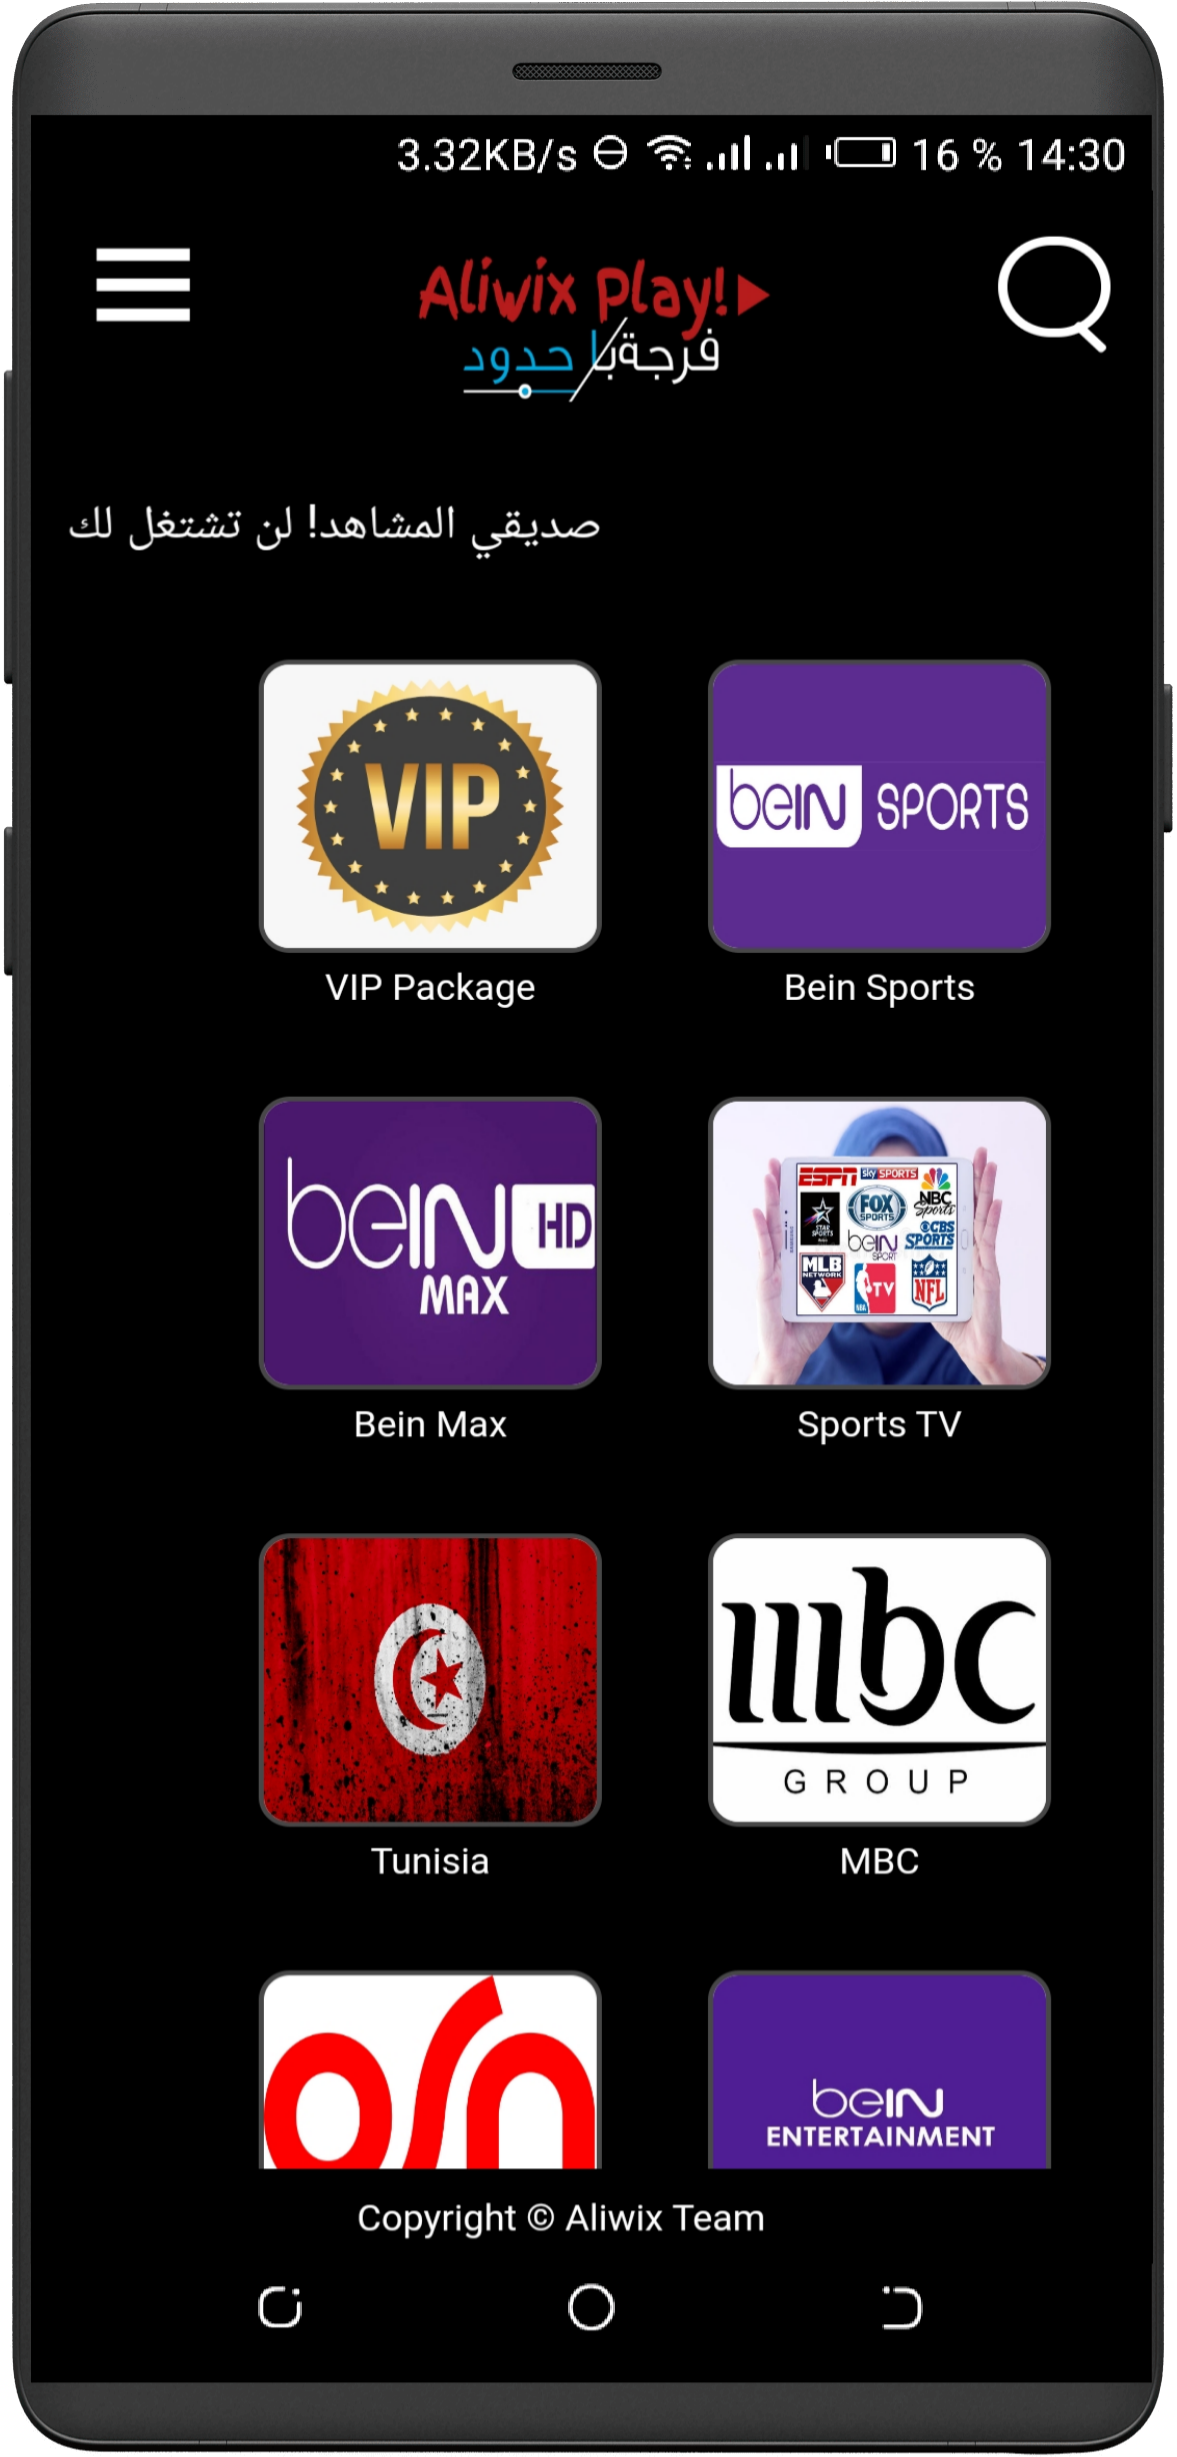 3.32KB/s 16 % 14:30
Aliwix Play!
فرجة بلا حدود
صديقي المشاهد! لن تشتغل لك
VIP
beIN SPORTS
VIP Package
Bein Sports
beIN HD
MAX
ESPN sky SPORTS
NBC Sports
FOX SPORTS
STAR SPORTS
CBS SPORTS
beIN SPORT
MLB NETWORK
NBA TV
NFL
Bein Max
Sports TV
mbc
GROUP
Tunisia
MBC
osn
beIN
ENTERTAINMENT
Copyright © Aliwix Team